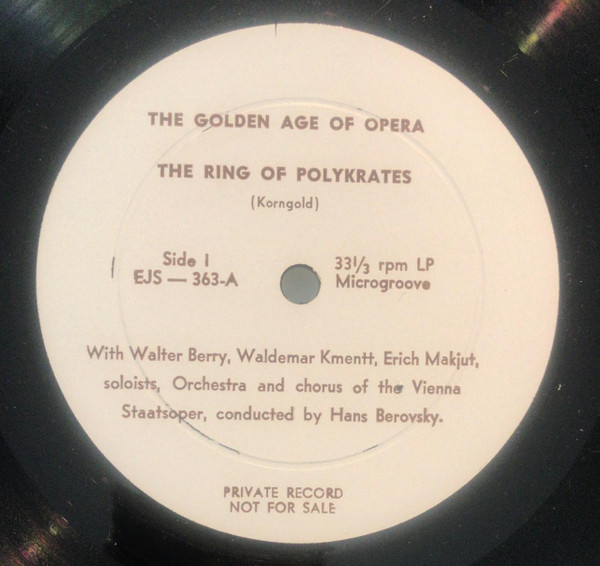 THE GOLDEN AGE OF OPERA
THE RING OF POLYKRATES
(Korngold)
Side 1
EJS — 363-A
33⅓ rpm LP
Microgroove
With Walter Berry, Waldemar Kmentt, Erich Makjut,
soloists, Orchestra and chorus of the Vienna
Staatsoper, conducted by Hans Berovsky.
PRIVATE RECORD
NOT FOR SALE